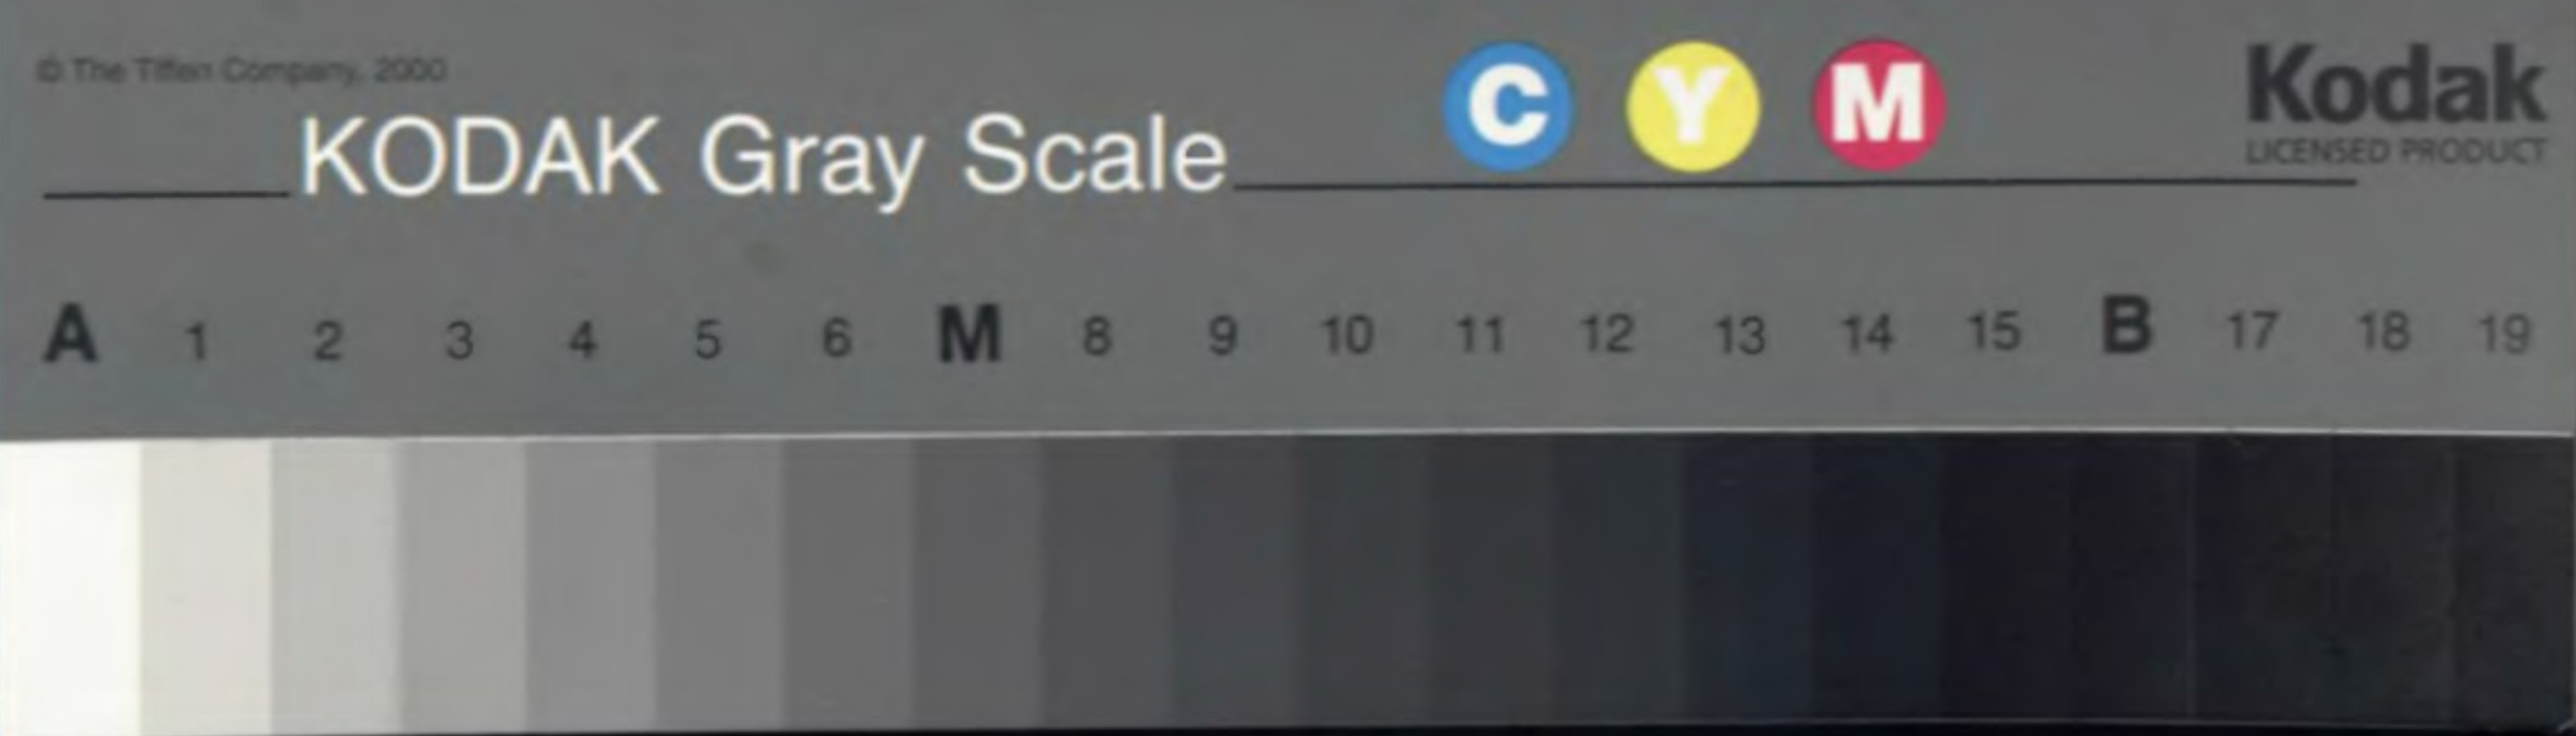 © The Tiffen Company, 2000
KODAK Gray Scale
C Y M
Kodak
LICENSED PRODUCT
A 1 2 3 4 5 6 M 8 9 10 11 12 13 14 15 B 17 18 19